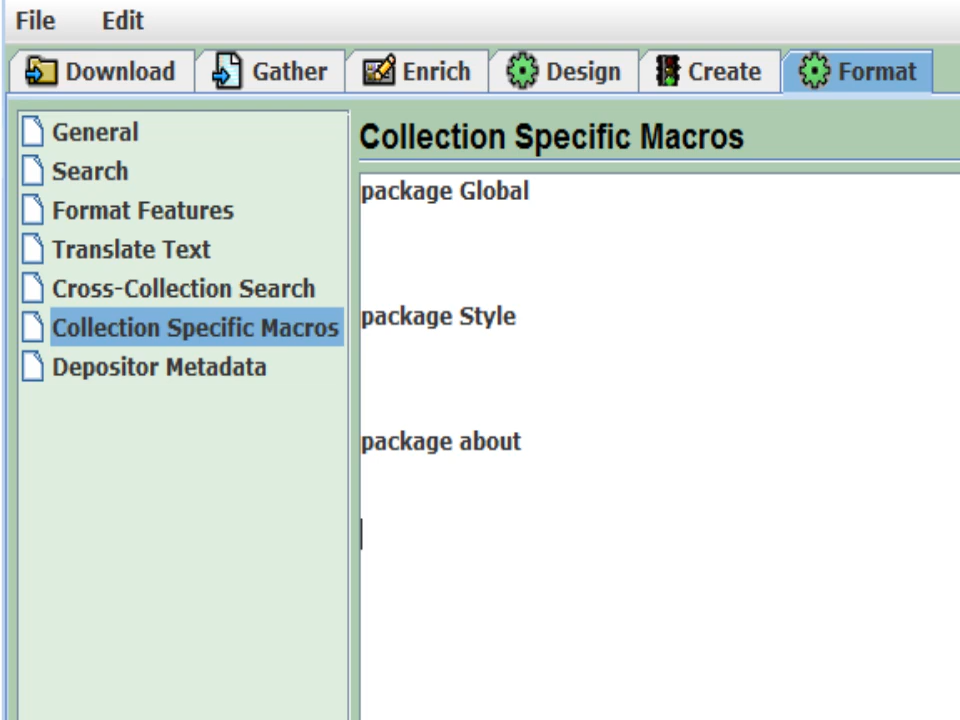 File Edit
Download Gather Enrich Design Create Format
General
Search
Format Features
Translate Text
Cross-Collection Search
Collection Specific Macros
Depositor Metadata
Collection Specific Macros
package Global
package Style
package about